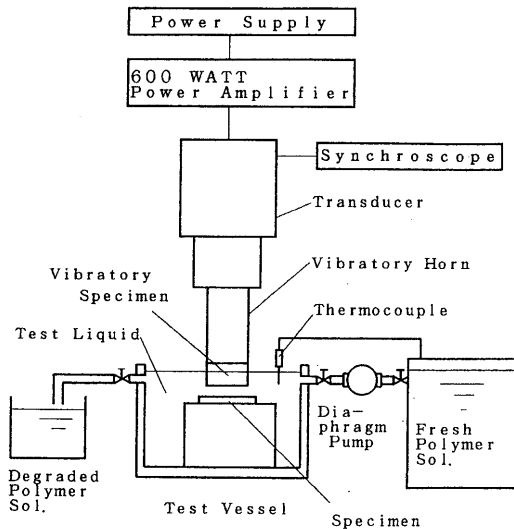 Power Supply
600 WATT
Power Amplifier
Synchroscope
Transducer
Vibratory
Specimen
Vibratory Horn
Thermocouple
Test Liquid
Dia-
phragm
Pump
Fresh
Polymer
Sol.
Degraded
Polymer
Sol.
Test Vessel
Specimen